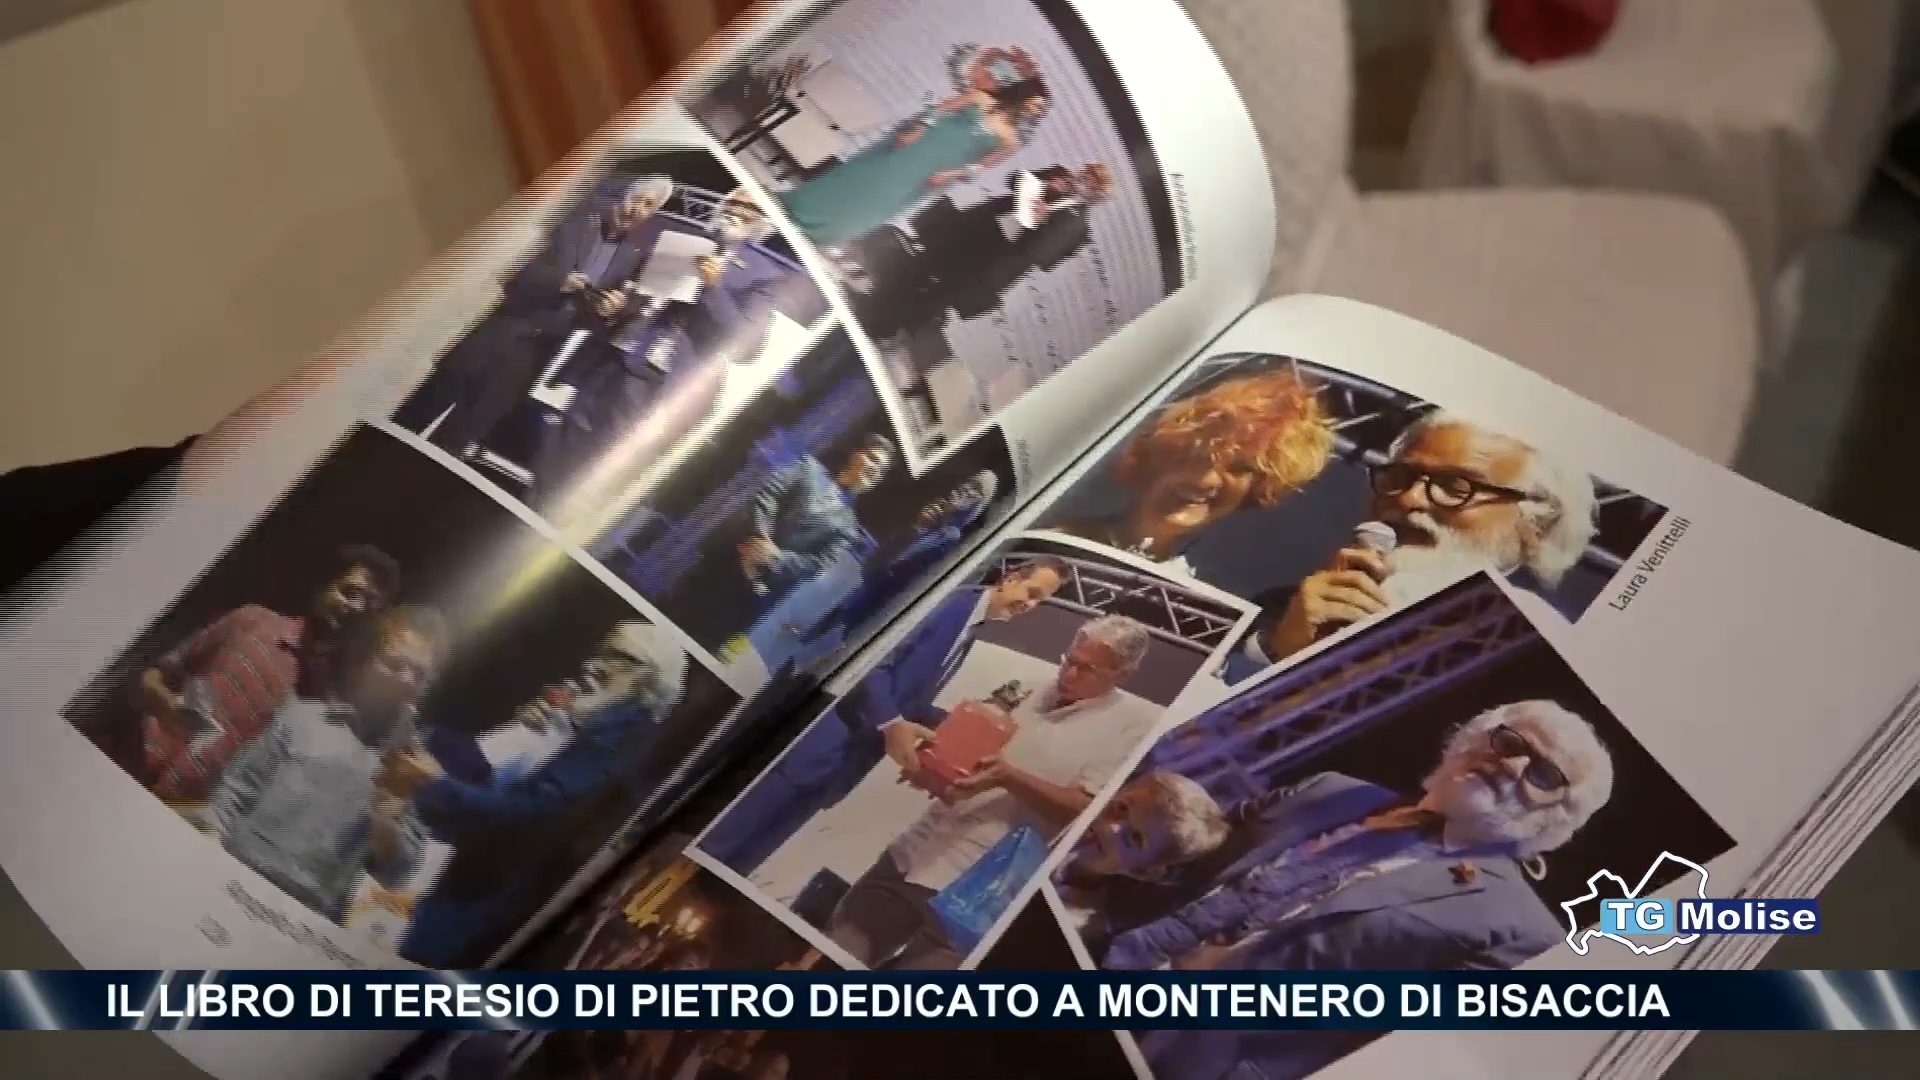 Laura Venittelli
TG Molise
IL LIBRO DI TERESIO DI PIETRO DEDICATO A MONTENERO DI BISACCIA